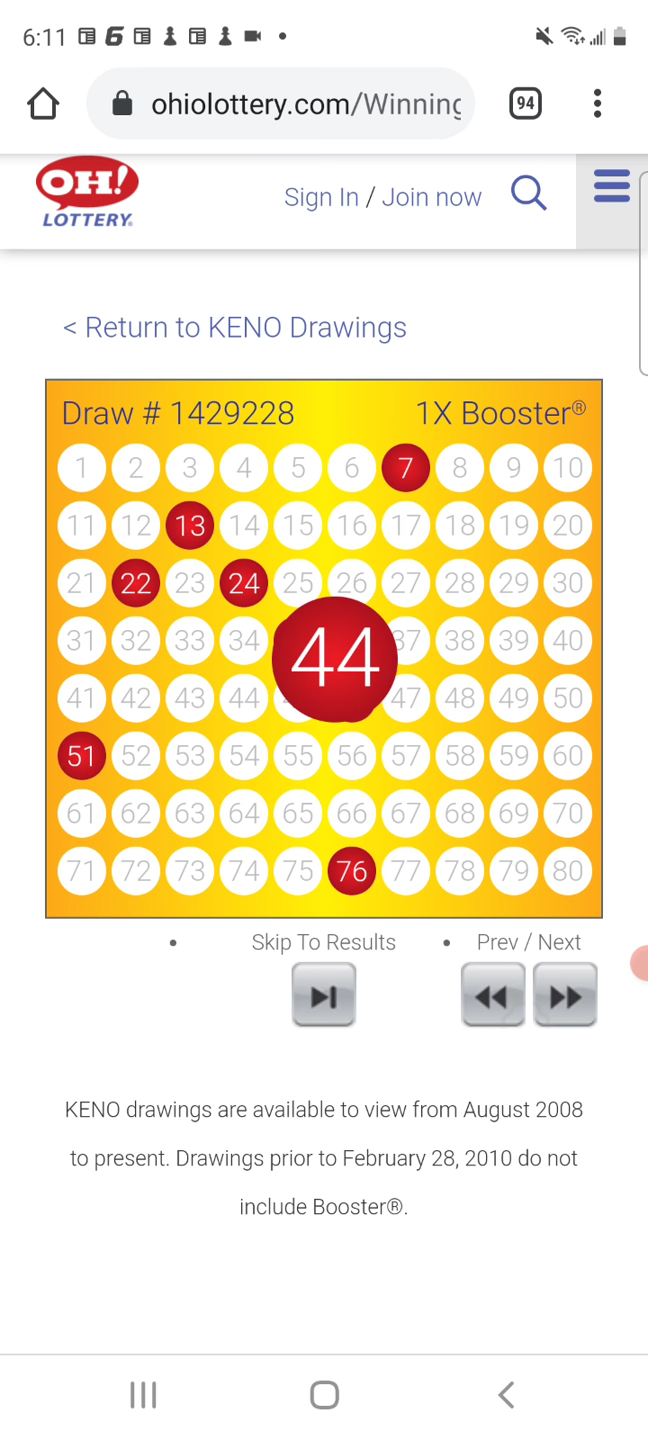 6:11
94
ohiolottery.com/Winning
OH!
LOTTERY.
Sign In / Join now
< Return to KENO Drawings
Draw # 1429228 1X Booster®
1 2 3 4 5 6 7 8 9 10
11 12 13 14 15 16 17 18 19 20
21 22 23 24 25 26 27 28 29 30
31 32 33 34 44 37 38 39 40
41 42 43 44 47 48 49 50
51 52 53 54 55 56 57 58 59 60
61 62 63 64 65 66 67 68 69 70
71 72 73 74 75 76 77 78 79 80
• Skip To Results • Prev / Next
KENO drawings are available to view from August 2008
to present. Drawings prior to February 28, 2010 do not
include Booster®.